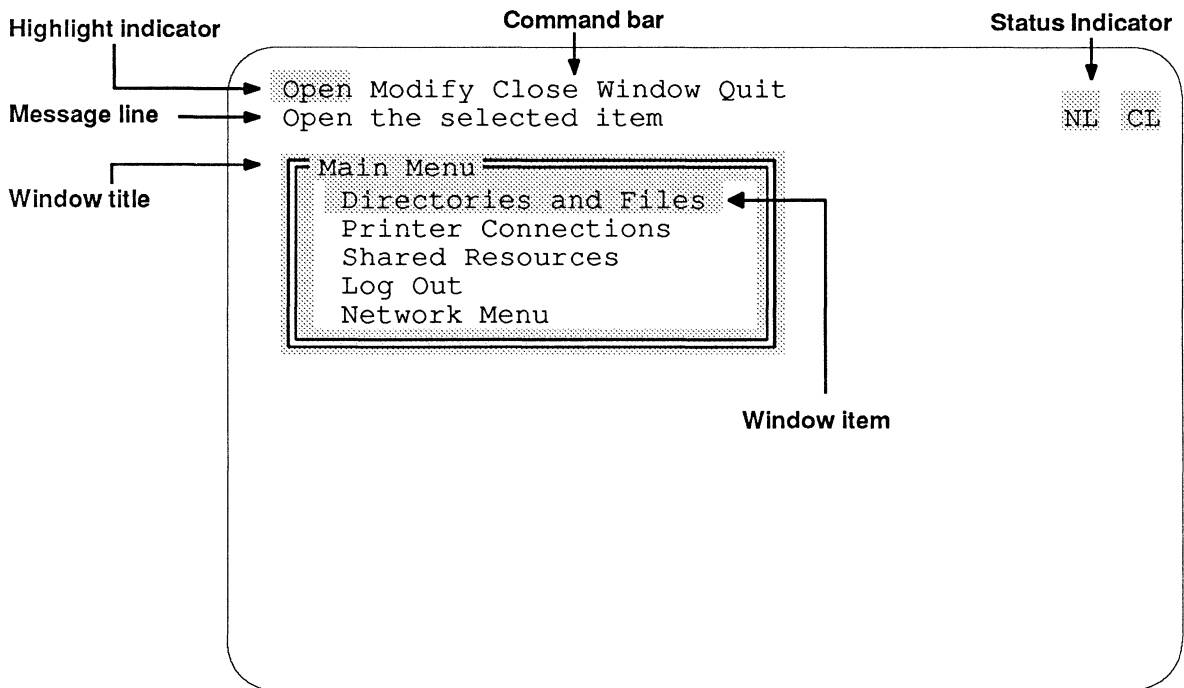 Highlight indicator
Command bar
Status Indicator
Open Modify Close Window Quit
Message line
Open the selected item
NL CL
Window title
Main Menu
Directories and Files
Printer Connections
Shared Resources
Log Out
Network Menu
Window item